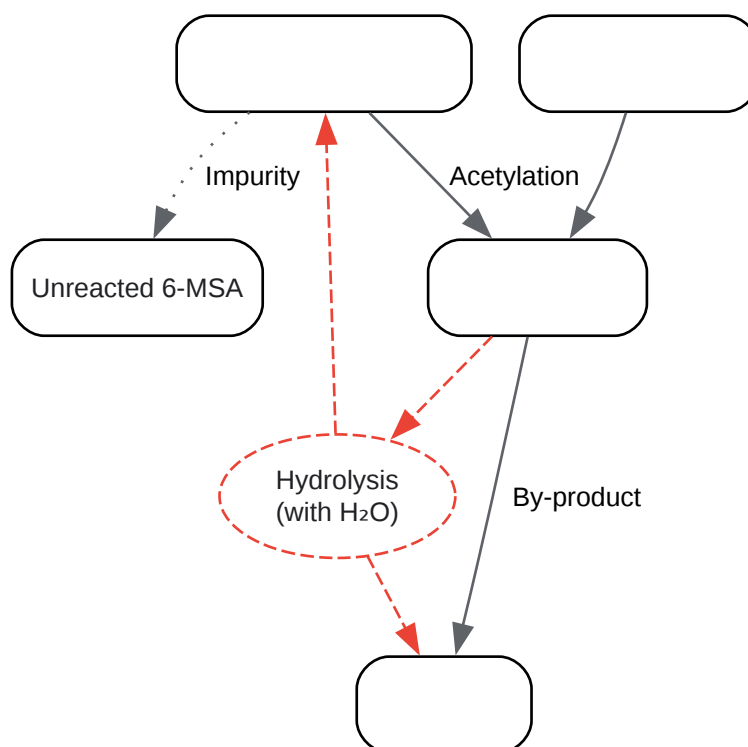 Impurity
Acetylation
Unreacted 6-MSA
Hydrolysis
(with H₂O)
By-product